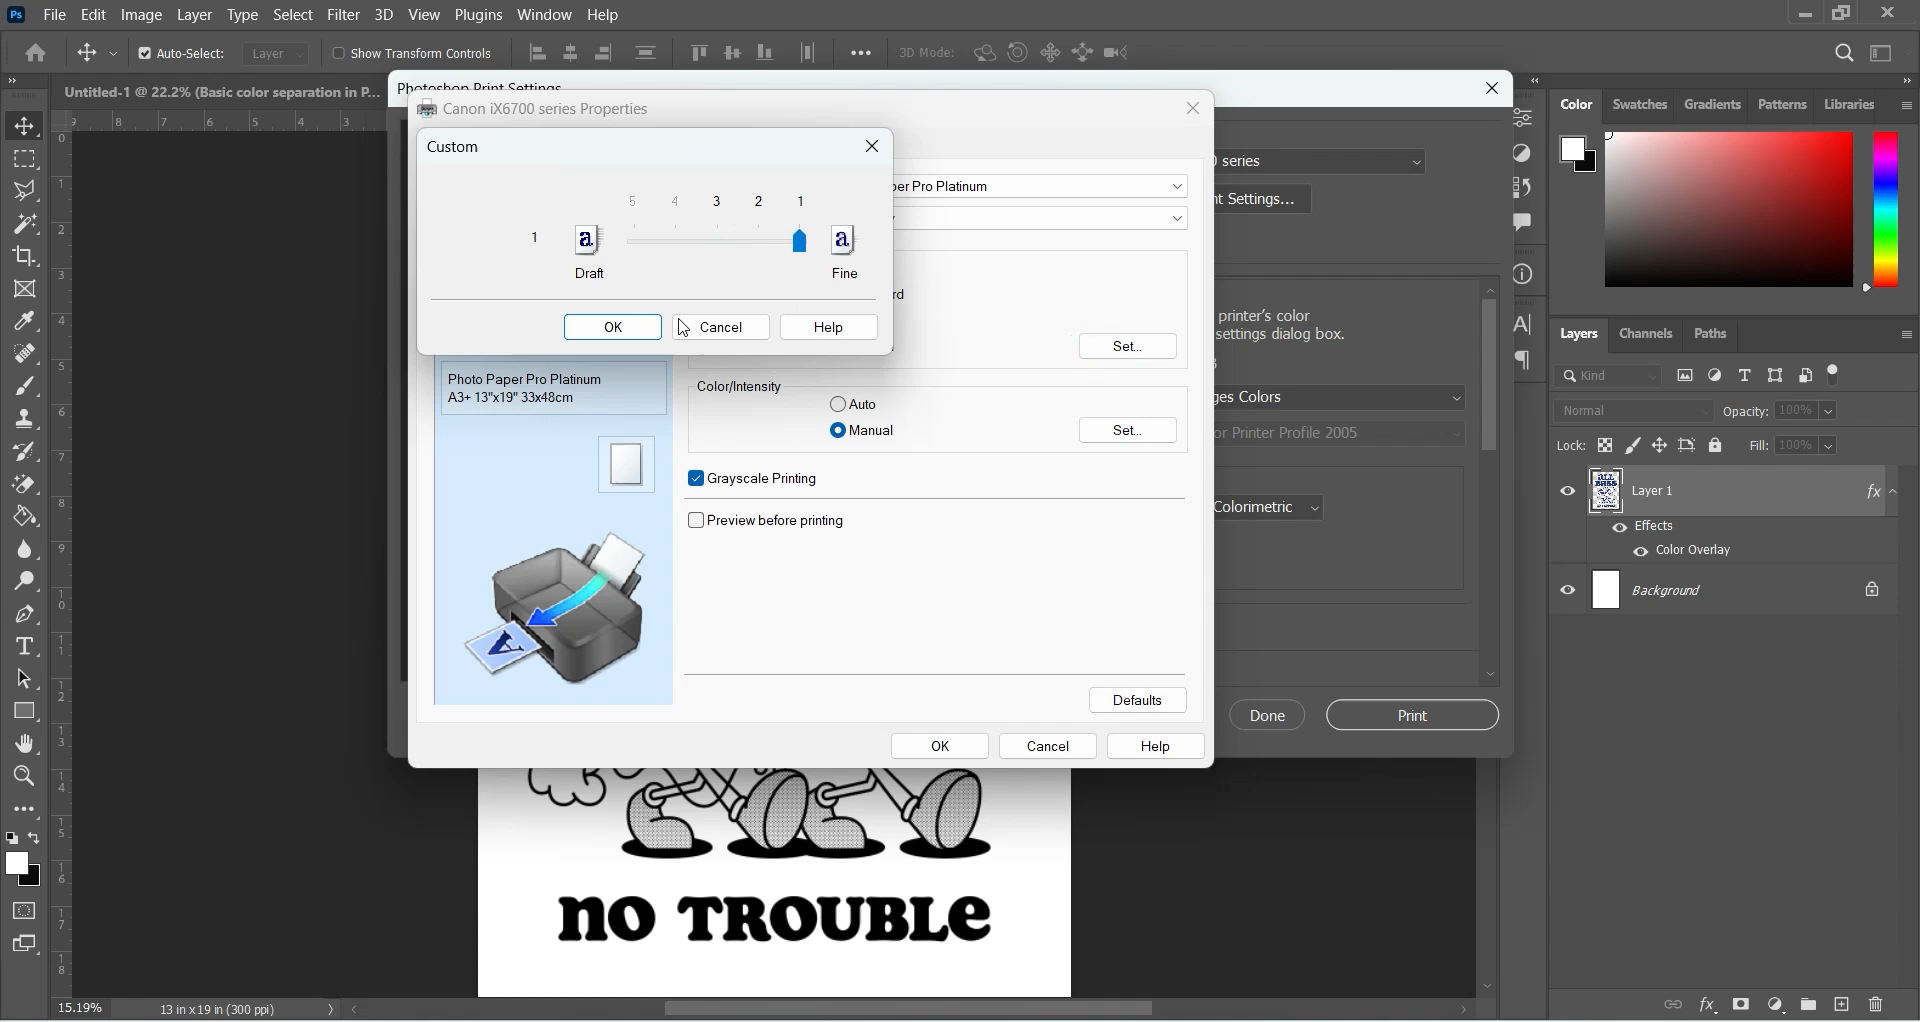 Ps File Edit Image Layer Type Select Filter 3D View Plugins Window Help
Auto-Select: Layer Show Transform Controls 3D Mode:
Untitled-1 @ 22.2% (Basic color separation in P...
Photoshop Print Settings
Canon iX6700 series Properties
Custom
5 4 3 2 1
1
a a
Draft Fine
OK Cancel Help
per Pro Platinum
rd
Set...
Photo Paper Pro Platinum
A3+ 13"x19" 33x48cm
Color/Intensity
Auto
Manual
Set...
Grayscale Printing
Preview before printing
A
Defaults
OK Cancel Help
series
nt Settings...
printer's color
settings dialog box.
ges Colors
or Printer Profile 2005
Colorimetric
Done Print
NO TROUBLE
Color Swatches Gradients Patterns Libraries
Layers Channels Paths
Kind
Normal Opacity: 100%
Lock: Fill: 100%
Layer 1 fx
Effects
Color Overlay
Background
15.19% 13 in x 19 in (300 ppi)